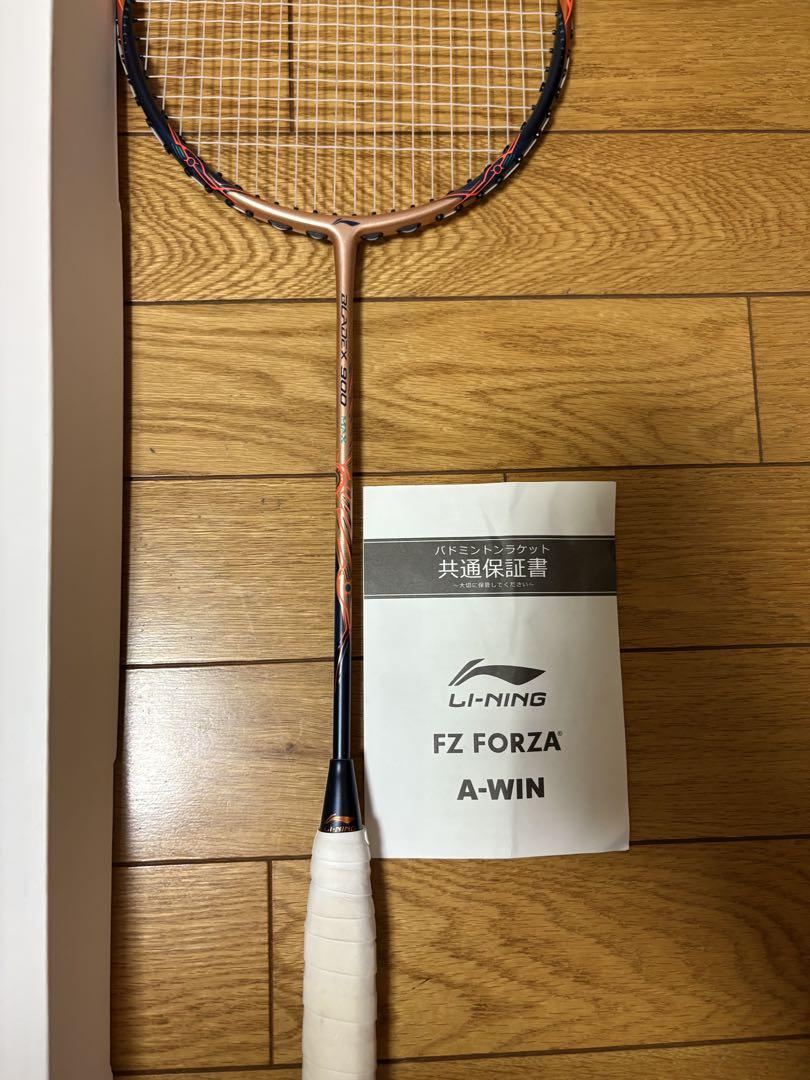 BLADEX 900 MAX
バドミントンラケット
共通保証書
~大切に保管してください~
LI-NING
FZ FORZA®
A-WIN
LI-NING